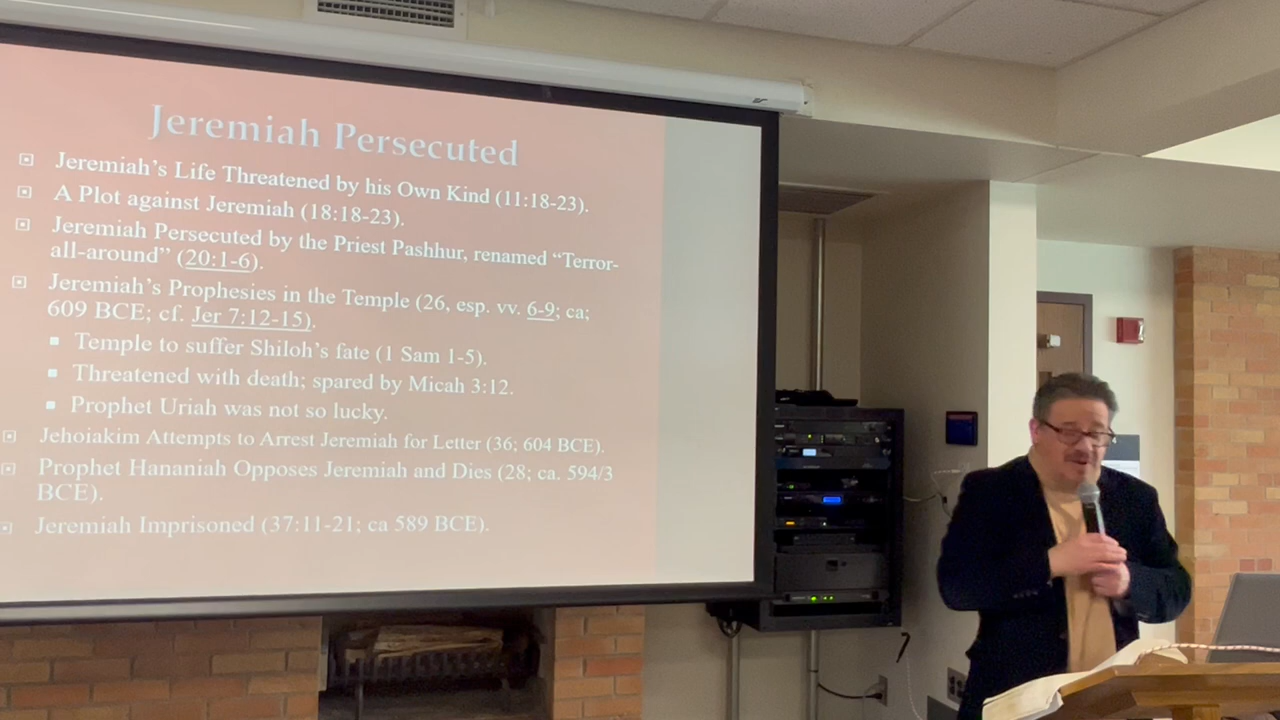 Jeremiah Persecuted
Jeremiah's Life Threatened by his Own Kind (11:18-23).
A Plot against Jeremiah (18:18-23).
Jeremiah Persecuted by the Priest Pashhur, renamed “Terror-
all-around” (20:1-6).
Jeremiah's Prophesies in the Temple (26, esp. vv. 6-9; ca;
609 BCE; cf. Jer 7:12-15).
Temple to suffer Shiloh's fate (1 Sam 1-5).
Threatened with death; spared by Micah 3:12.
Prophet Uriah was not so lucky.
Jehoiakim Attempts to Arrest Jeremiah for Letter (36; 604 BCE).
Prophet Hananiah Opposes Jeremiah and Dies (28; ca. 594/3
BCE).
Jeremiah Imprisoned (37:11-21; ca 589 BCE).